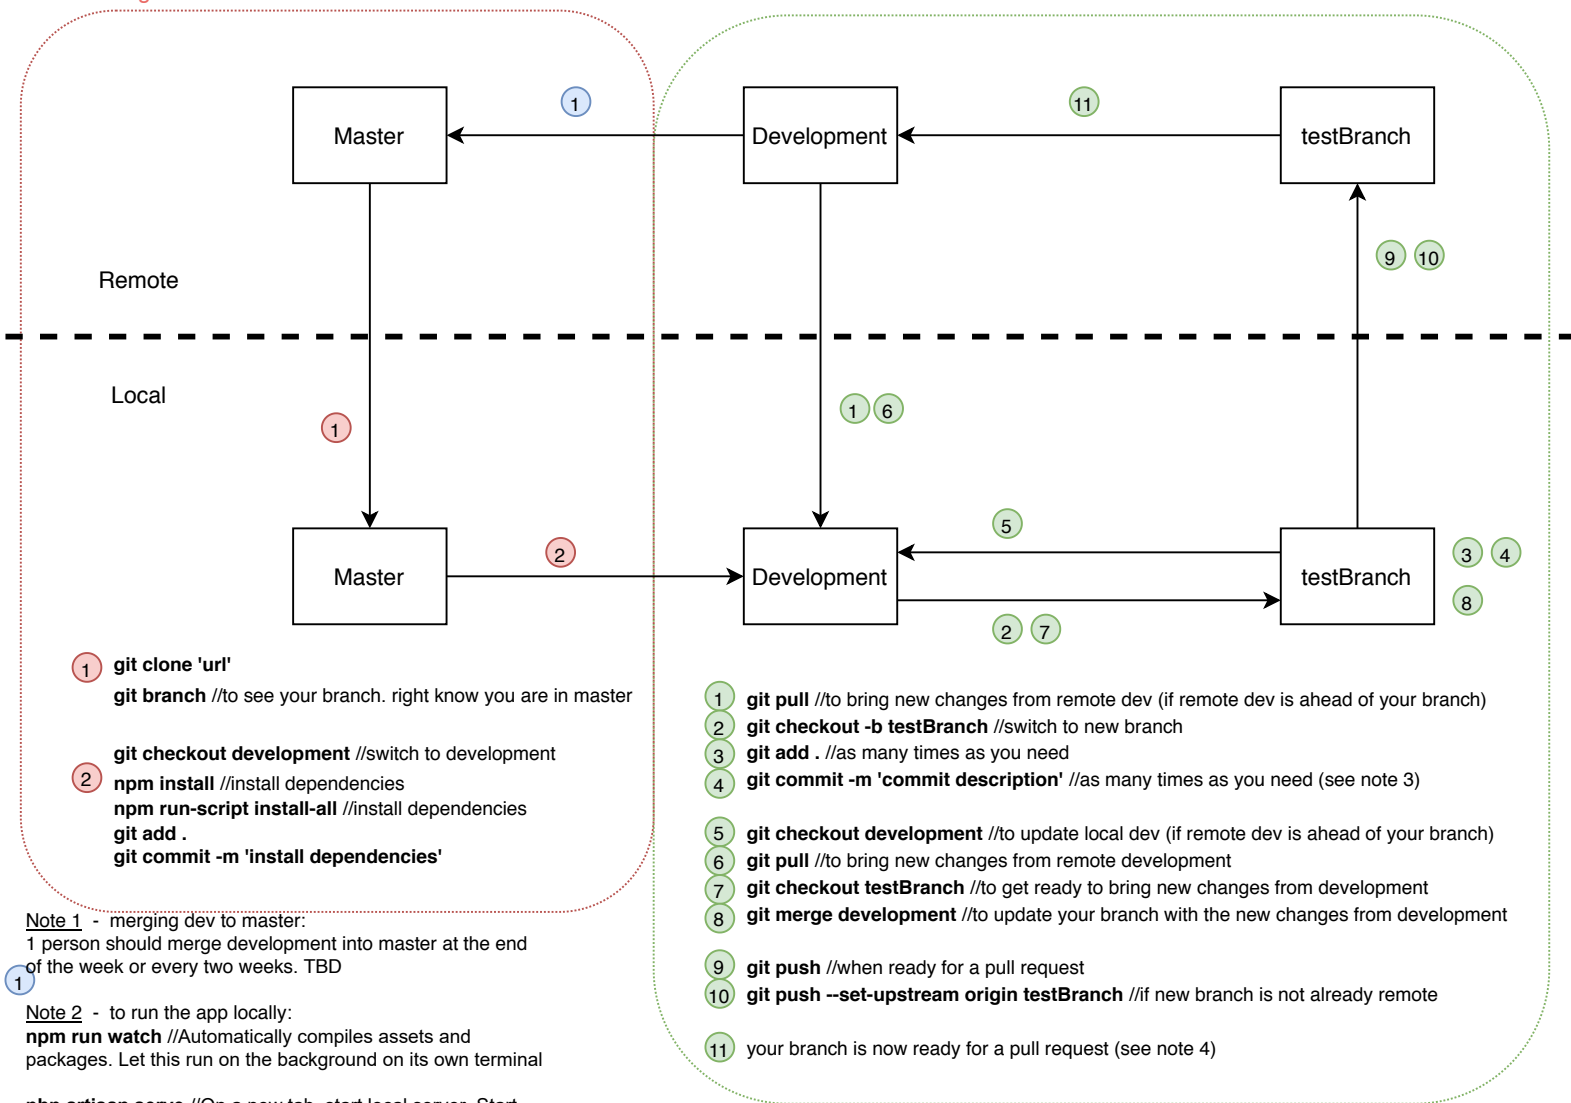 1
11
Master
Development
testBranch
9 10
Remote
Local
1
1 6
5
2
3 4
Master
Development
testBranch
8
2 7
1 git clone 'url'
git branch //to see your branch. right know you are in master
git checkout development //switch to development
2 npm install //install dependencies
npm run-script install-all //install dependencies
git add .
git commit -m 'install dependencies'
1 git pull //to bring new changes from remote dev (if remote dev is ahead of your branch)
2 git checkout -b testBranch //switch to new branch
3 git add . //as many times as you need
4 git commit -m 'commit description' //as many times as you need (see note 3)
5 git checkout development //to update local dev (if remote dev is ahead of your branch)
6 git pull //to bring new changes from remote development
7 git checkout testBranch //to get ready to bring new changes from development
8 git merge development //to update your branch with the new changes from development
9 git push //when ready for a pull request
10 git push --set-upstream origin testBranch //if new branch is not already remote
11 your branch is now ready for a pull request (see note 4)
Note 1 - merging dev to master:
1 person should merge development into master at the end
of the week or every two weeks. TBD
1
Note 2 - to run the app locally:
npm run watch //Automatically compiles assets and
packages. Let this run on the background on its own terminal
php artisan serve //On a new tab, start local server. Start